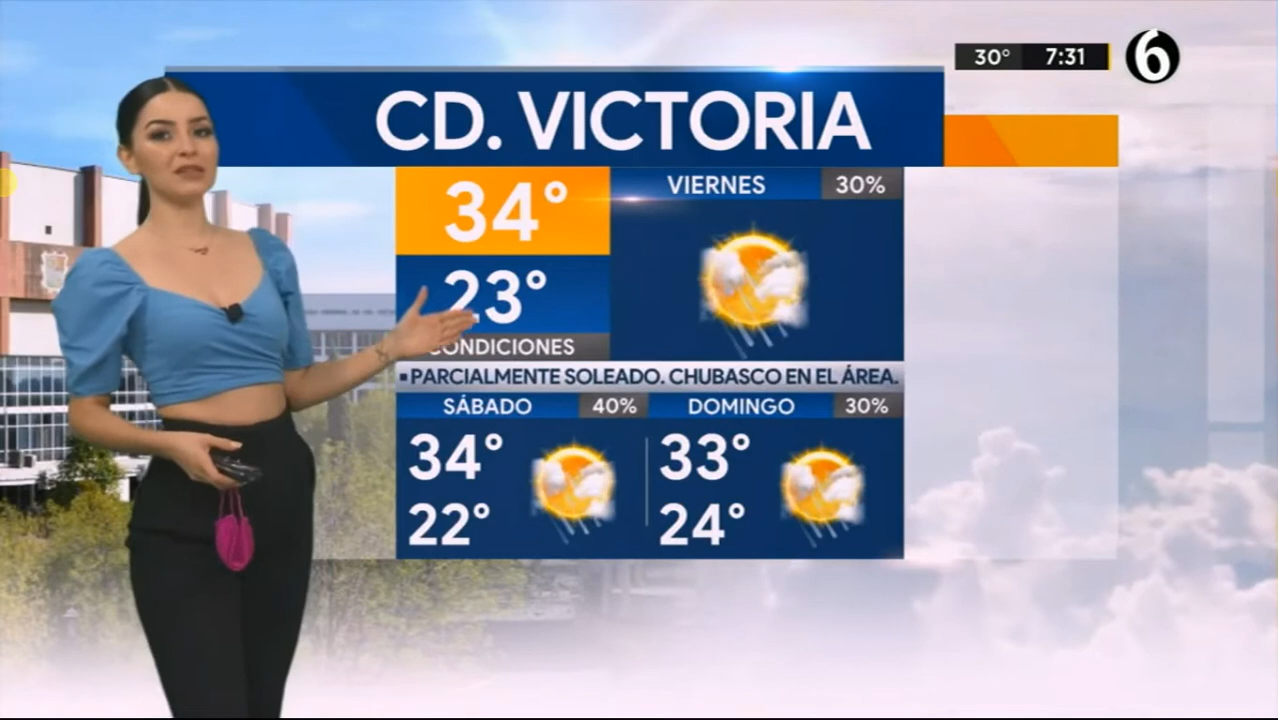 30° 7:31 6
CD. VICTORIA
34°
23°
CONDICIONES
VIERNES 30%
▪PARCIALMENTE SOLEADO. CHUBASCO EN EL ÁREA.
SÁBADO 40%
34°
22°
DOMINGO 30%
33°
24°